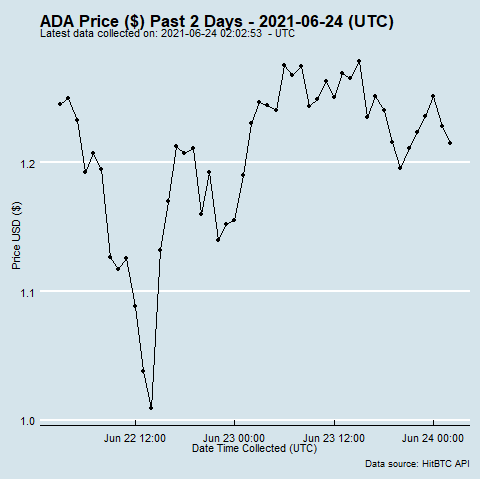 ADA Price ($) Past 2 Days - 2021-06-24 (UTC)
Latest data collected on: 2021-06-24 02:02:53  - UTC
Price USD ($)
1.2
1.1
1.0
Jun 22 12:00 Jun 23 00:00 Jun 23 12:00 Jun 24 00:00
Date Time Collected (UTC)
Data source: HitBTC API